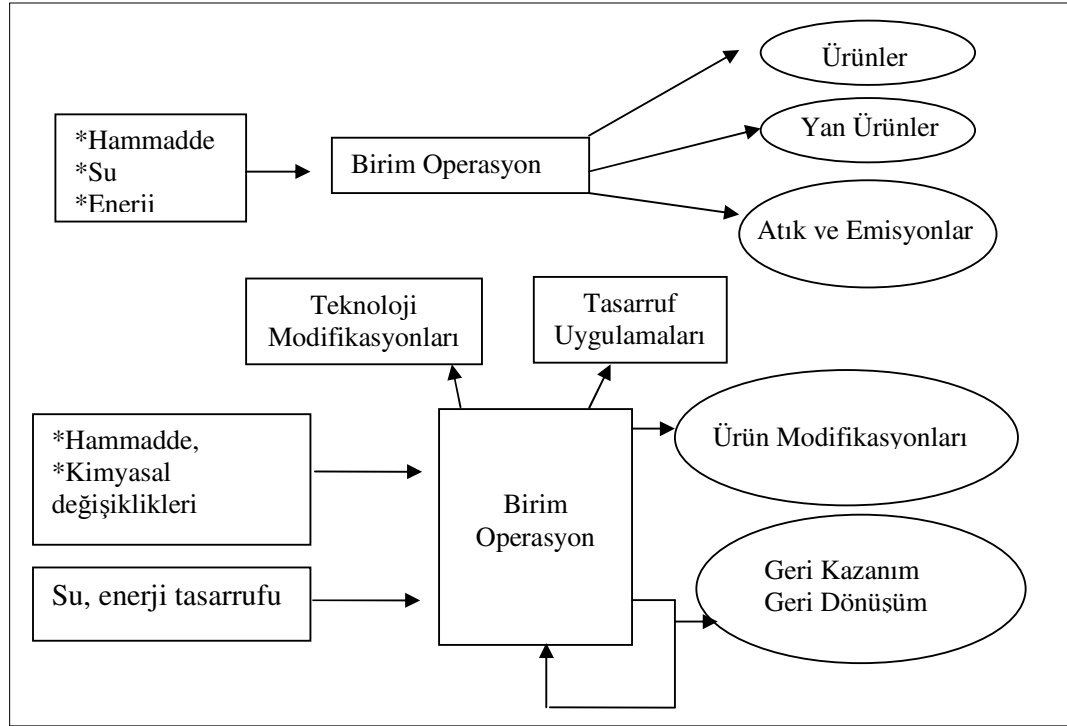 *Hammadde
*Su
*Enerji
Birim Operasyon
Ürünler
Yan Ürünler
Atık ve Emisyonlar
Teknoloji
Modifikasyonları
Tasarruf
Uygulamaları
*Hammadde,
*Kimyasal
değişiklikleri
Su, enerji tasarrufu
Birim
Operasyon
Ürün Modifikasyonları
Geri Kazanım
Geri Dönüşüm